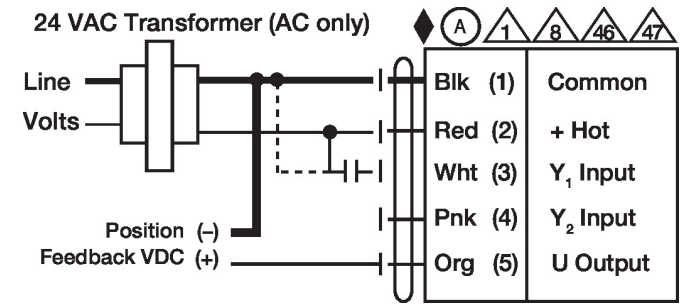 24 VAC Transformer (AC only)
A 1 8 46 47
Line
Volts
Blk (1) Common
Red (2) + Hot
Wht (3) Y1 Input
Pnk (4) Y2 Input
Org (5) U Output
Position (–)
Feedback VDC (+)